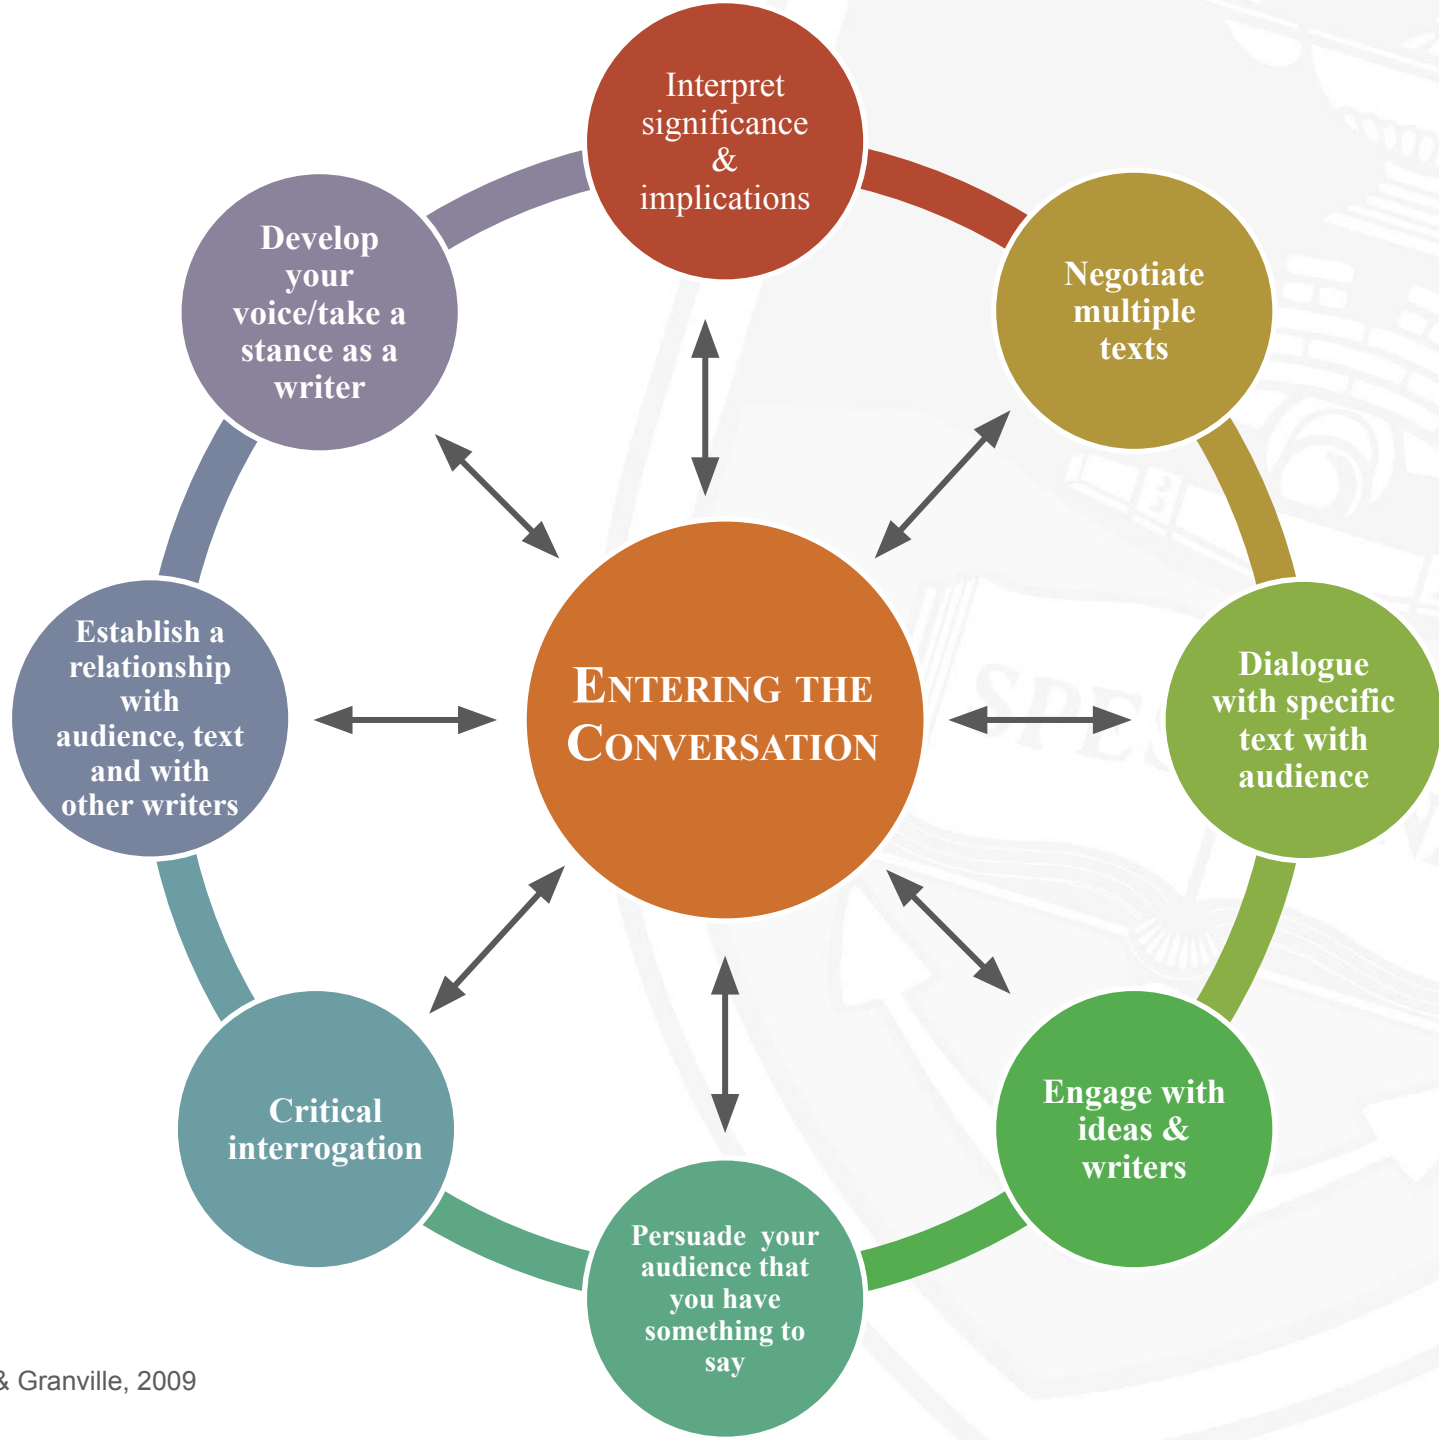 Interpret
significance
&
implications
Negotiate
multiple
texts
Dialogue
with specific
text with
audience
Engage with
ideas &
writers
Persuade your
audience that
you have
something to
say
Critical
interrogation
Establish a
relationship
with
audience, text
and with
other writers
Develop
your
voice/take a
stance as a
writer
ENTERING THE
CONVERSATION
& Granville, 2009